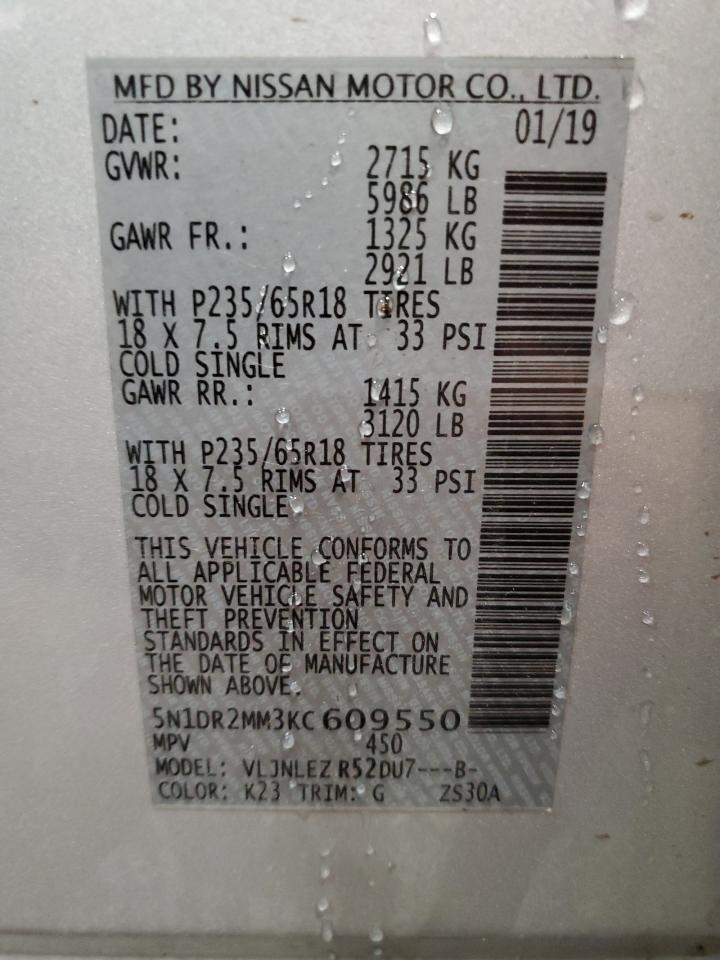 MFD BY NISSAN MOTOR CO., LTD.
DATE: 01/19
GVWR: 2715 KG
5986 LB
GAWR FR.: 1325 KG
2921 LB
WITH P235/65R18 TIRES
18 X 7.5 RIMS AT 33 PSI
COLD SINGLE
GAWR RR.: 1415 KG
3120 LB
WITH P235/65R18 TIRES
18 X 7.5 RIMS AT 33 PSI
COLD SINGLE
THIS VEHICLE CONFORMS TO
ALL APPLICABLE FEDERAL
MOTOR VEHICLE SAFETY AND
THEFT PREVENTION
STANDARDS IN EFFECT ON
THE DATE OF MANUFACTURE
SHOWN ABOVE.
5N1DR2MM3KC609550
MPV 450
MODEL: VLJNLEZ R52DU7---B-
COLOR: K23 TRIM: G ZS30A